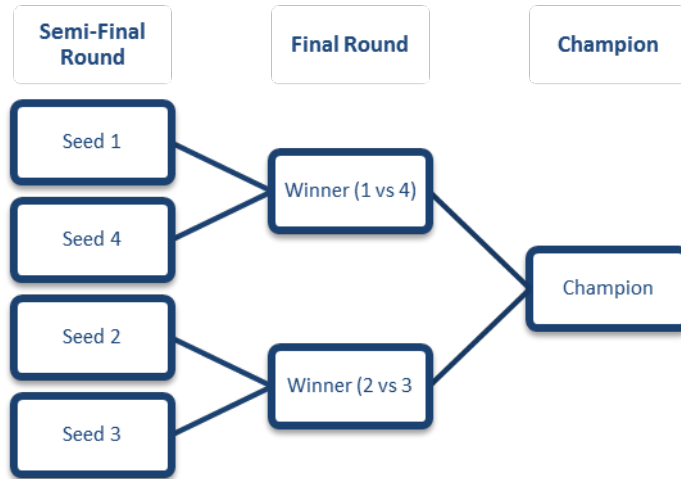 Semi-Final
Round
Final Round
Champion
Seed 1
Seed 4
Seed 2
Seed 3
Winner (1 vs 4)
Winner (2 vs 3
Champion